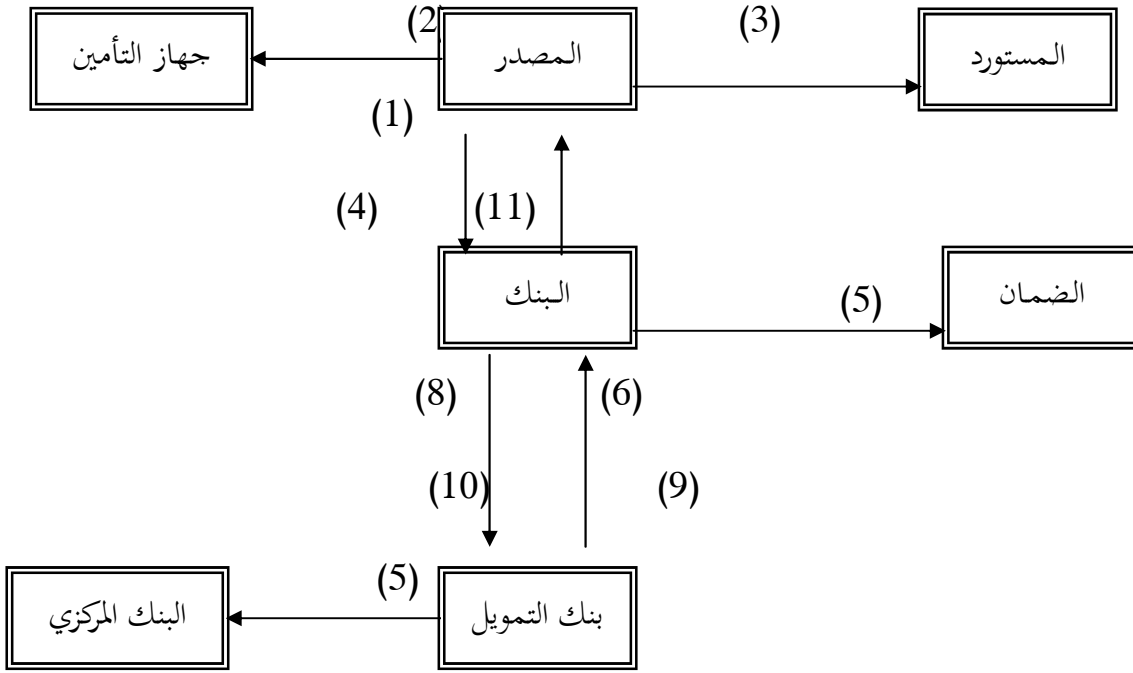 (3)
(2)
المستورد
المصدر
جهاز التأمين
(1)
(11)
(4)
الضمان
(5)
البنك
(6)
(8)
(9)
(10)
(5)
بنك التمويل
البنك المركزي